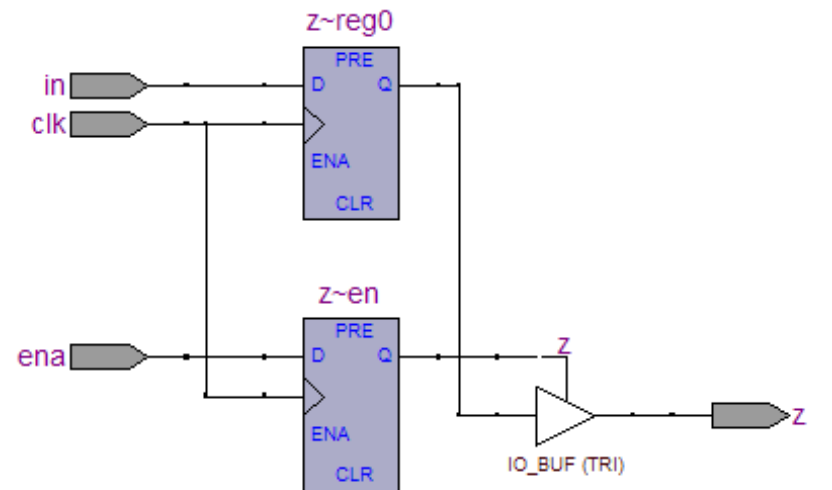 z~reg0
PRE
in
D Q
clk
ENA
CLR
z~en
PRE
z
ena
D Q
z
ENA
IO_BUF (TRI)
CLR